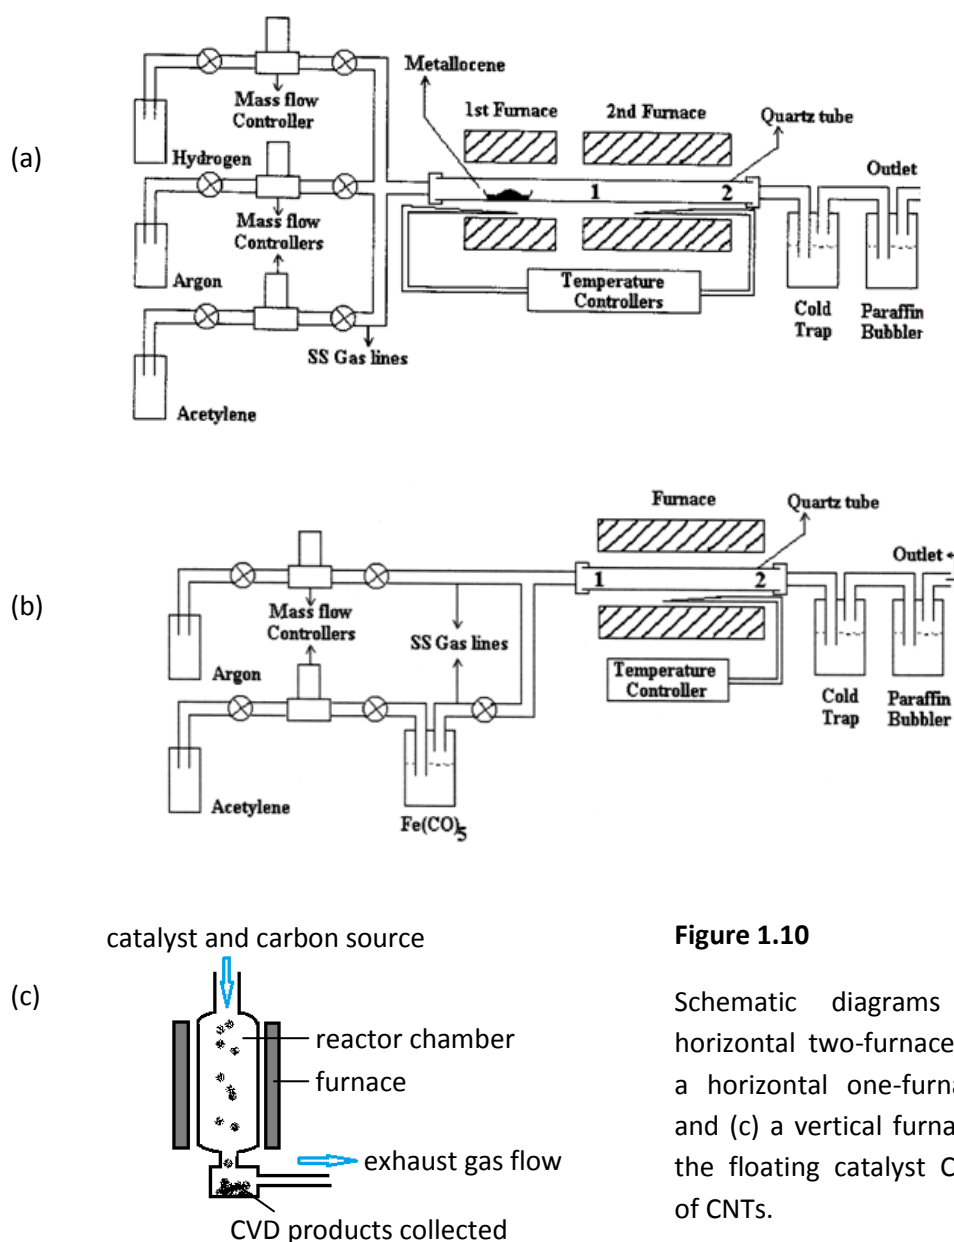 (a)
Metallocene
Mass flow
Controller
1st Furnace
2nd Furnace
Quartz tube
Hydrogen
1
2
Outlet
Mass flow
Controllers
Argon
Temperature
Controllers
Cold
Trap
Paraffin
Bubbler
SS Gas lines
Acetylene
(b)
Furnace
Quartz tube
1
2
Outlet
Mass flow
Controllers
SS Gas lines
Argon
Temperature
Controller
Cold
Trap
Paraffin
Bubbler
Acetylene
Fe(CO)5
(c)
catalyst and carbon source
reactor chamber
furnace
exhaust gas flow
CVD products collected
Figure 1.10
Schematic diagrams
horizontal two-furnace
a horizontal one-furna
and (c) a vertical furna
the floating catalyst C
of CNTs.